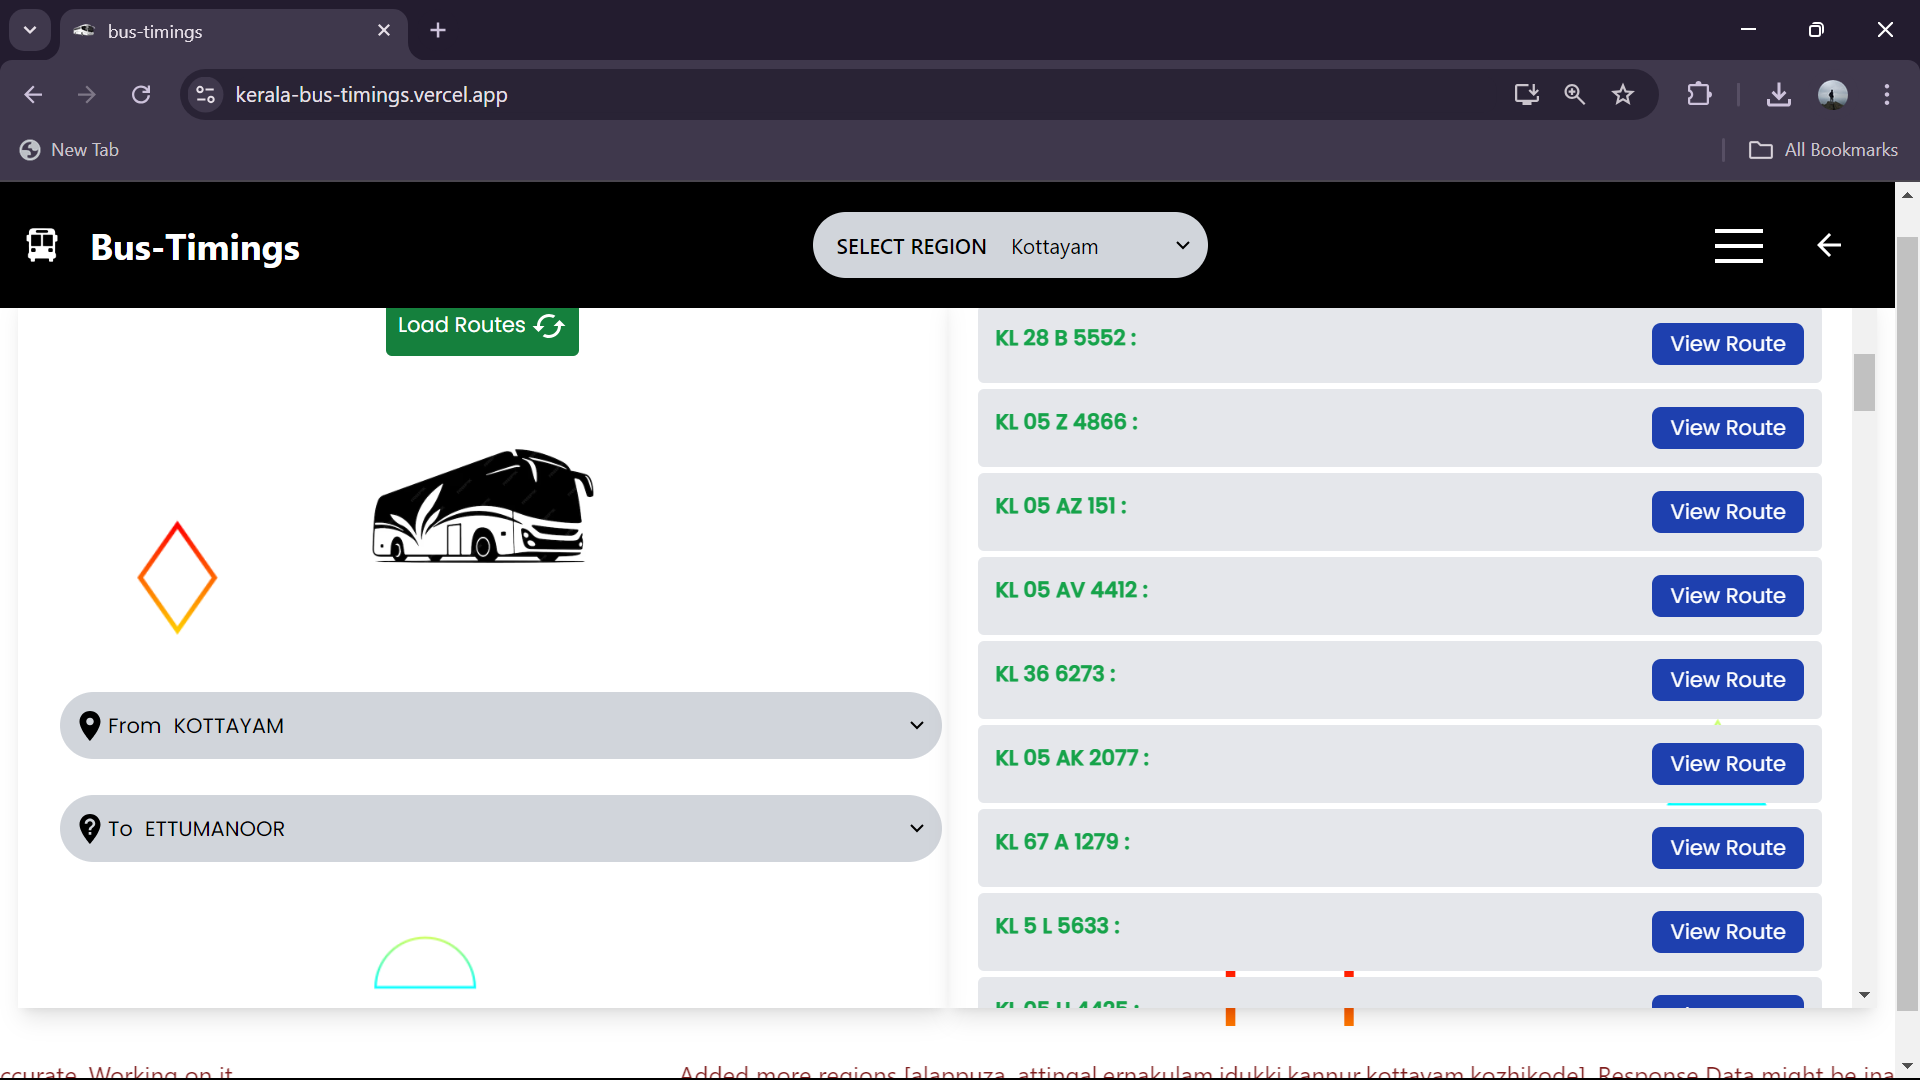 bus-timings
kerala-bus-timings.vercel.app
New Tab
All Bookmarks
Bus-Timings
SELECT REGION Kottayam
Load Routes
From KOTTAYAM
To ETTUMANOOR
KL 28 B 5552 :
View Route
KL 05 Z 4866 :
View Route
KL 05 AZ 151 :
View Route
KL 05 AV 4412 :
View Route
KL 36 6273 :
View Route
KL 05 AK 2077 :
View Route
KL 67 A 1279 :
View Route
KL 5 L 5633 :
View Route
ccurate. Working on it
Added more regions [alappuza, attingal,ernakulam,idukki,kannur,kottayam,kozhikode]. Response Data might be ina